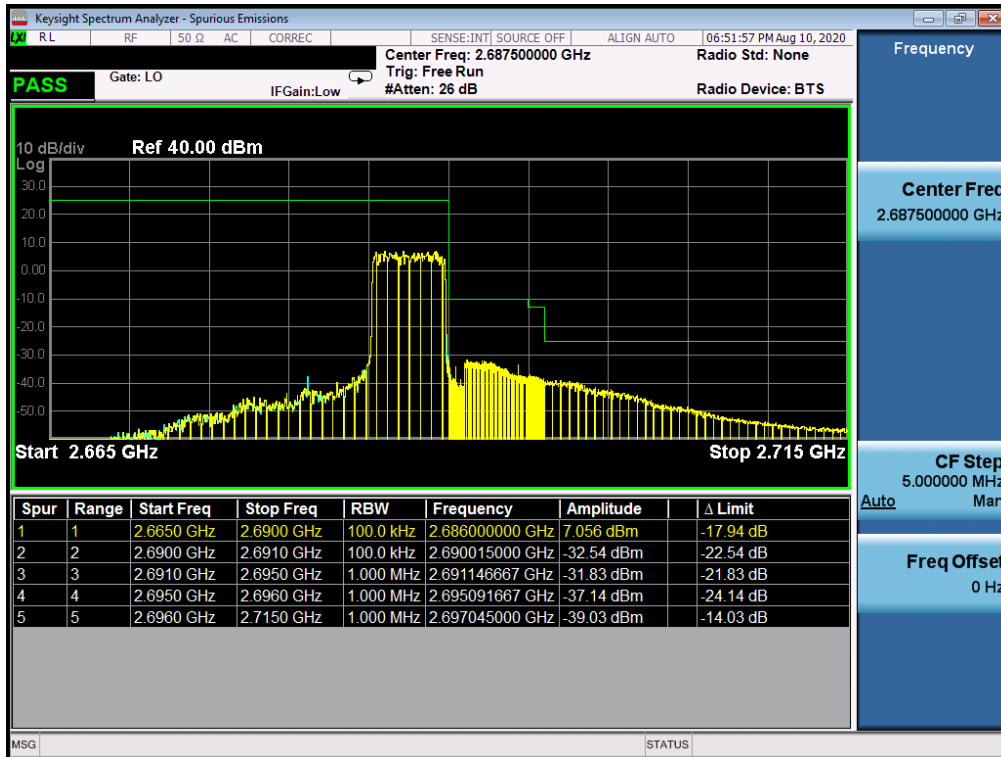 Keysight Spectrum Analyzer - Spurious Emissions
LXI RL RF 50 Ω AC CORREC SENSE:INT SOURCE OFF ALIGN AUTO 06:51:57 PM Aug 10, 2020
Center Freq: 2.687500000 GHz Radio Std: None
PASS Gate: LO Trig: Free Run
IFGain:Low #Atten: 26 dB Radio Device: BTS
10 dB/div Ref 40.00 dBm
Log
30.0
20.0
10.0
0.00
-10.0
-20.0
-30.0
-40.0
-50.0
Start 2.665 GHz Stop 2.715 GHz
Spur Range Start Freq Stop Freq RBW Frequency Amplitude Δ Limit
1 1 2.6650 GHz 2.6900 GHz 100.0 kHz 2.686000000 GHz 7.056 dBm -17.94 dB
2 2 2.6900 GHz 2.6910 GHz 100.0 kHz 2.690015000 GHz -32.54 dBm -22.54 dB
3 3 2.6910 GHz 2.6950 GHz 1.000 MHz 2.691146667 GHz -31.83 dBm -21.83 dB
4 4 2.6950 GHz 2.6960 GHz 1.000 MHz 2.695091667 GHz -37.14 dBm -24.14 dB
5 5 2.6960 GHz 2.7150 GHz 1.000 MHz 2.697045000 GHz -39.03 dBm -14.03 dB
MSG STATUS
Frequency
Center Freq
2.687500000 GHz
CF Step
5.000000 MHz
Auto Man
Freq Offset
0 Hz